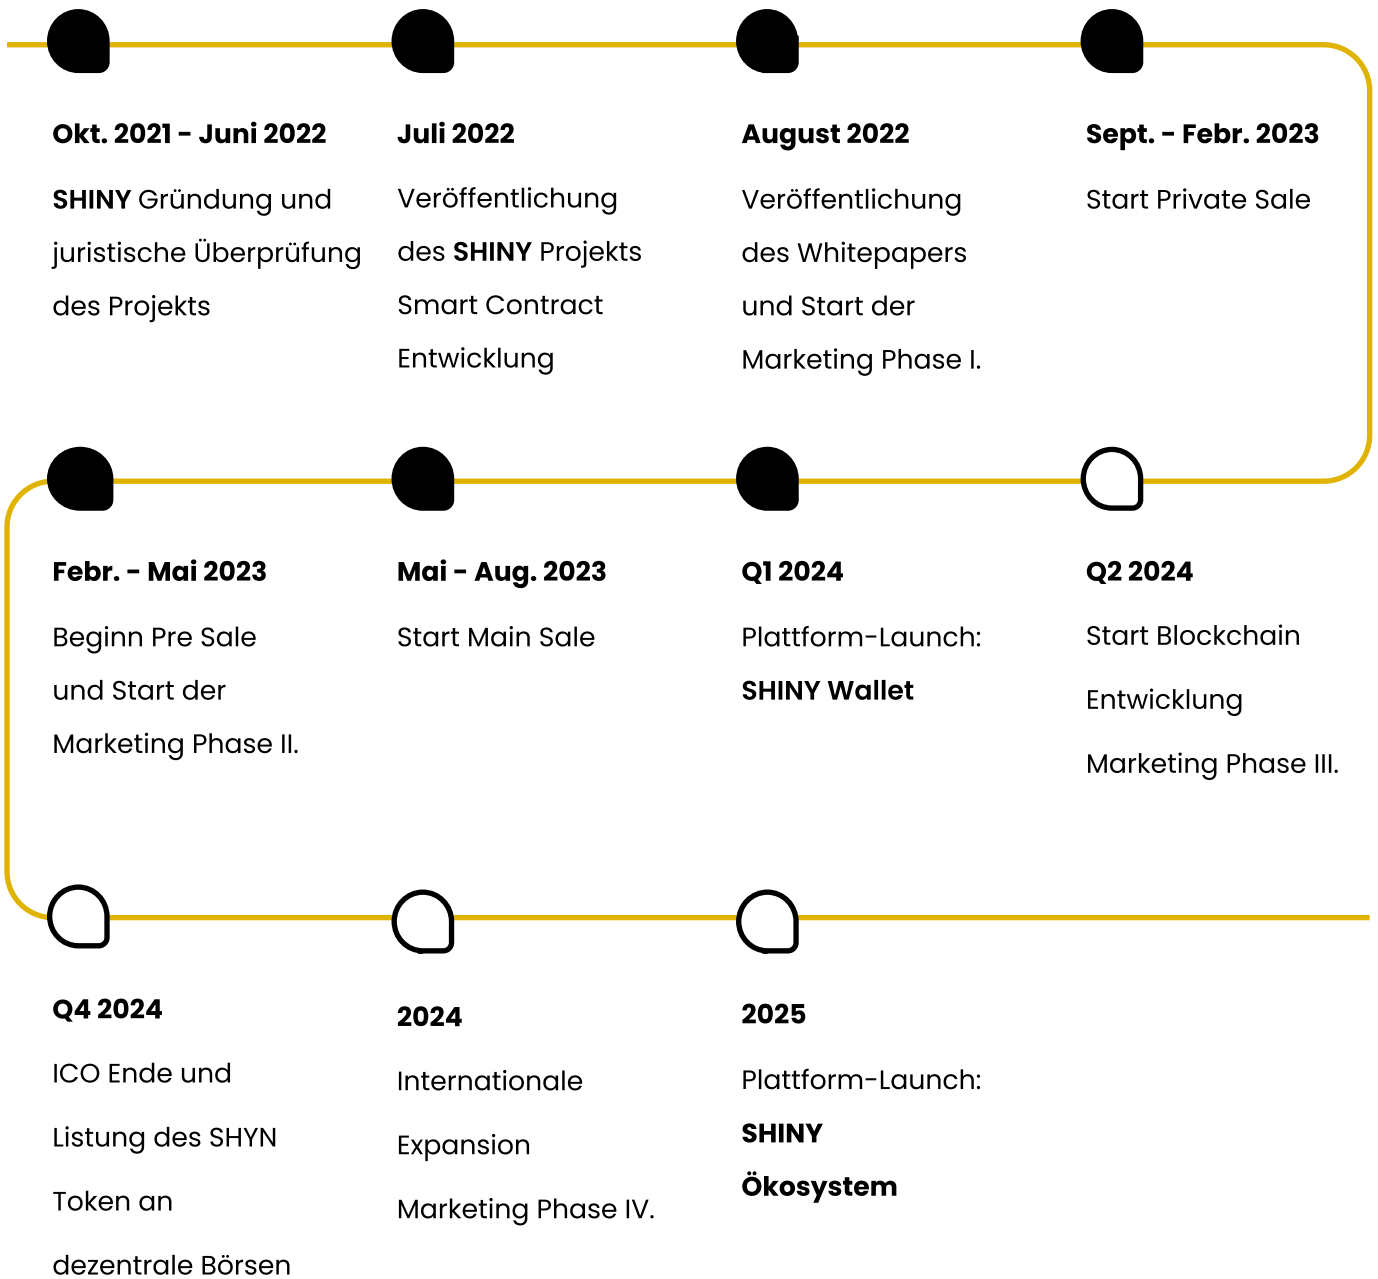 Okt. 2021 - Juni 2022
SHINY Gründung und
juristische Überprüfung
des Projekts
Juli 2022
Veröffentlichung
des SHINY Projekts
Smart Contract
Entwicklung
August 2022
Veröffentlichung
des Whitepapers
und Start der
Marketing Phase I.
Sept. - Febr. 2023
Start Private Sale
Febr. - Mai 2023
Beginn Pre Sale
und Start der
Marketing Phase II.
Mai - Aug. 2023
Start Main Sale
Q1 2024
Plattform-Launch:
SHINY Wallet
Q2 2024
Start Blockchain
Entwicklung
Marketing Phase III.
Q4 2024
ICO Ende und
Listung des SHYN
Token an
dezentrale Börsen
2024
Internationale
Expansion
Marketing Phase IV.
2025
Plattform-Launch:
SHINY
Ökosystem